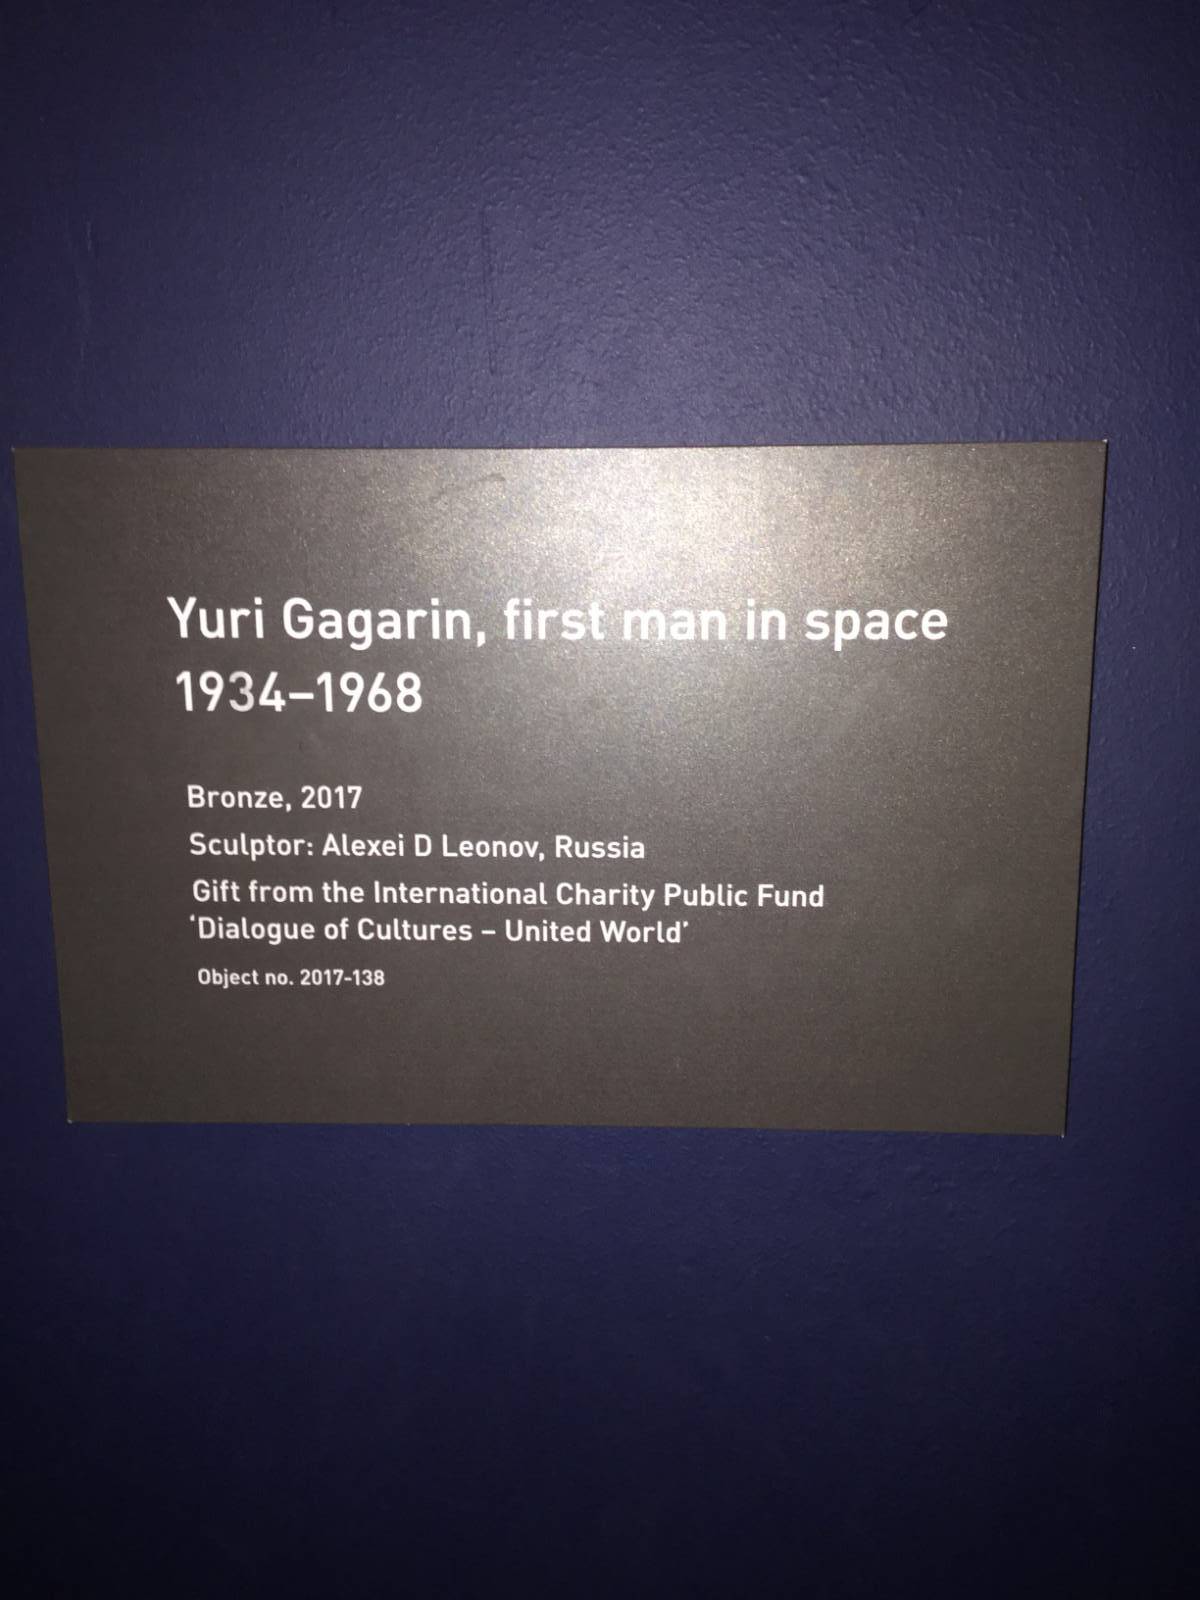 Yuri Gagarin, first man in space
1934–1968
Bronze, 2017
Sculptor: Alexei D Leonov, Russia
Gift from the International Charity Public Fund
‘Dialogue of Cultures – United World’
Object no. 2017-138